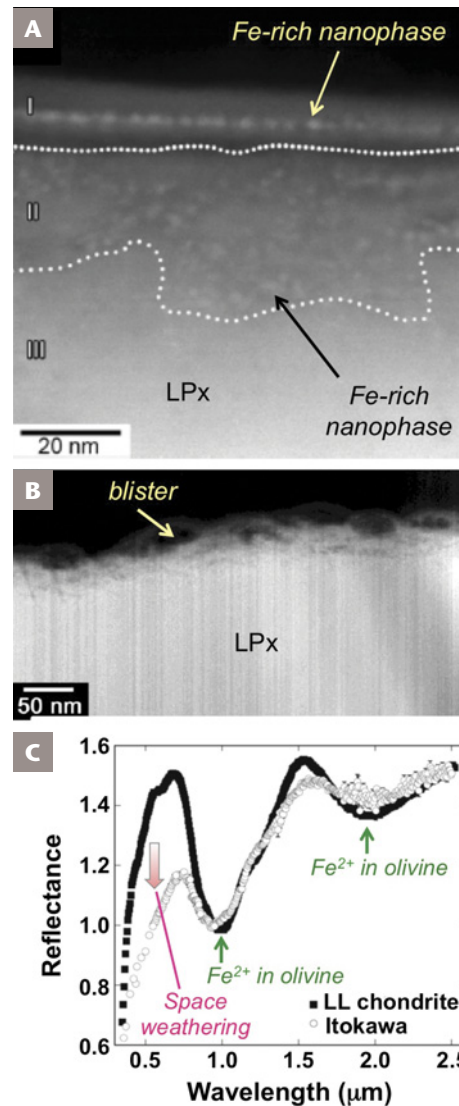 A
Fe-rich nanophase
I
II
III
LPx
Fe-rich
nanophase
20 nm
B
blister
LPx
50 nm
C
1.6
1.4
1.2
1.0
0.8
0.6
Reflectance
Fe2+ in olivine
Fe2+ in olivine
Space
weathering
LL chondrite
Itokawa
0.5
1.0
1.5
2.0
2.5
Wavelength (μm)